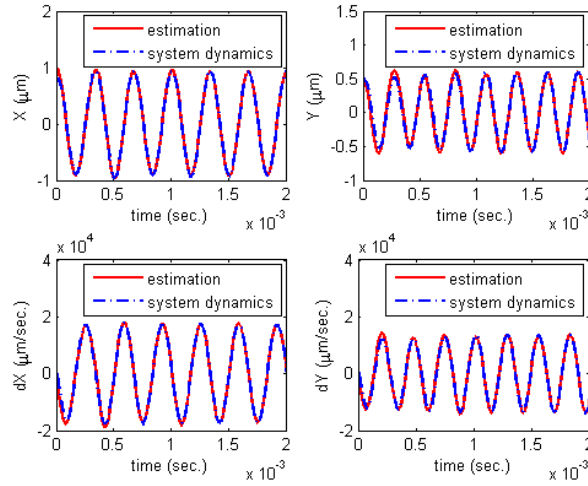 2
1
0
-1
X (μm)
estimation
system dynamics
0
0.5
1
1.5
2
time (sec.)
x 10⁻³
1.5
1
0.5
0
-0.5
-1
Y (μm)
estimation
system dynamics
0
0.5
1
1.5
2
time (sec.)
x 10⁻³
x 10⁴
4
2
0
-2
dX (μm/sec.)
estimation
system dynamics
0
0.5
1
1.5
2
time (sec.)
x 10⁻³
x 10⁴
4
2
0
-2
dY (μm/sec.)
estimation
system dynamics
0
0.5
1
1.5
2
time (sec.)
x 10⁻³